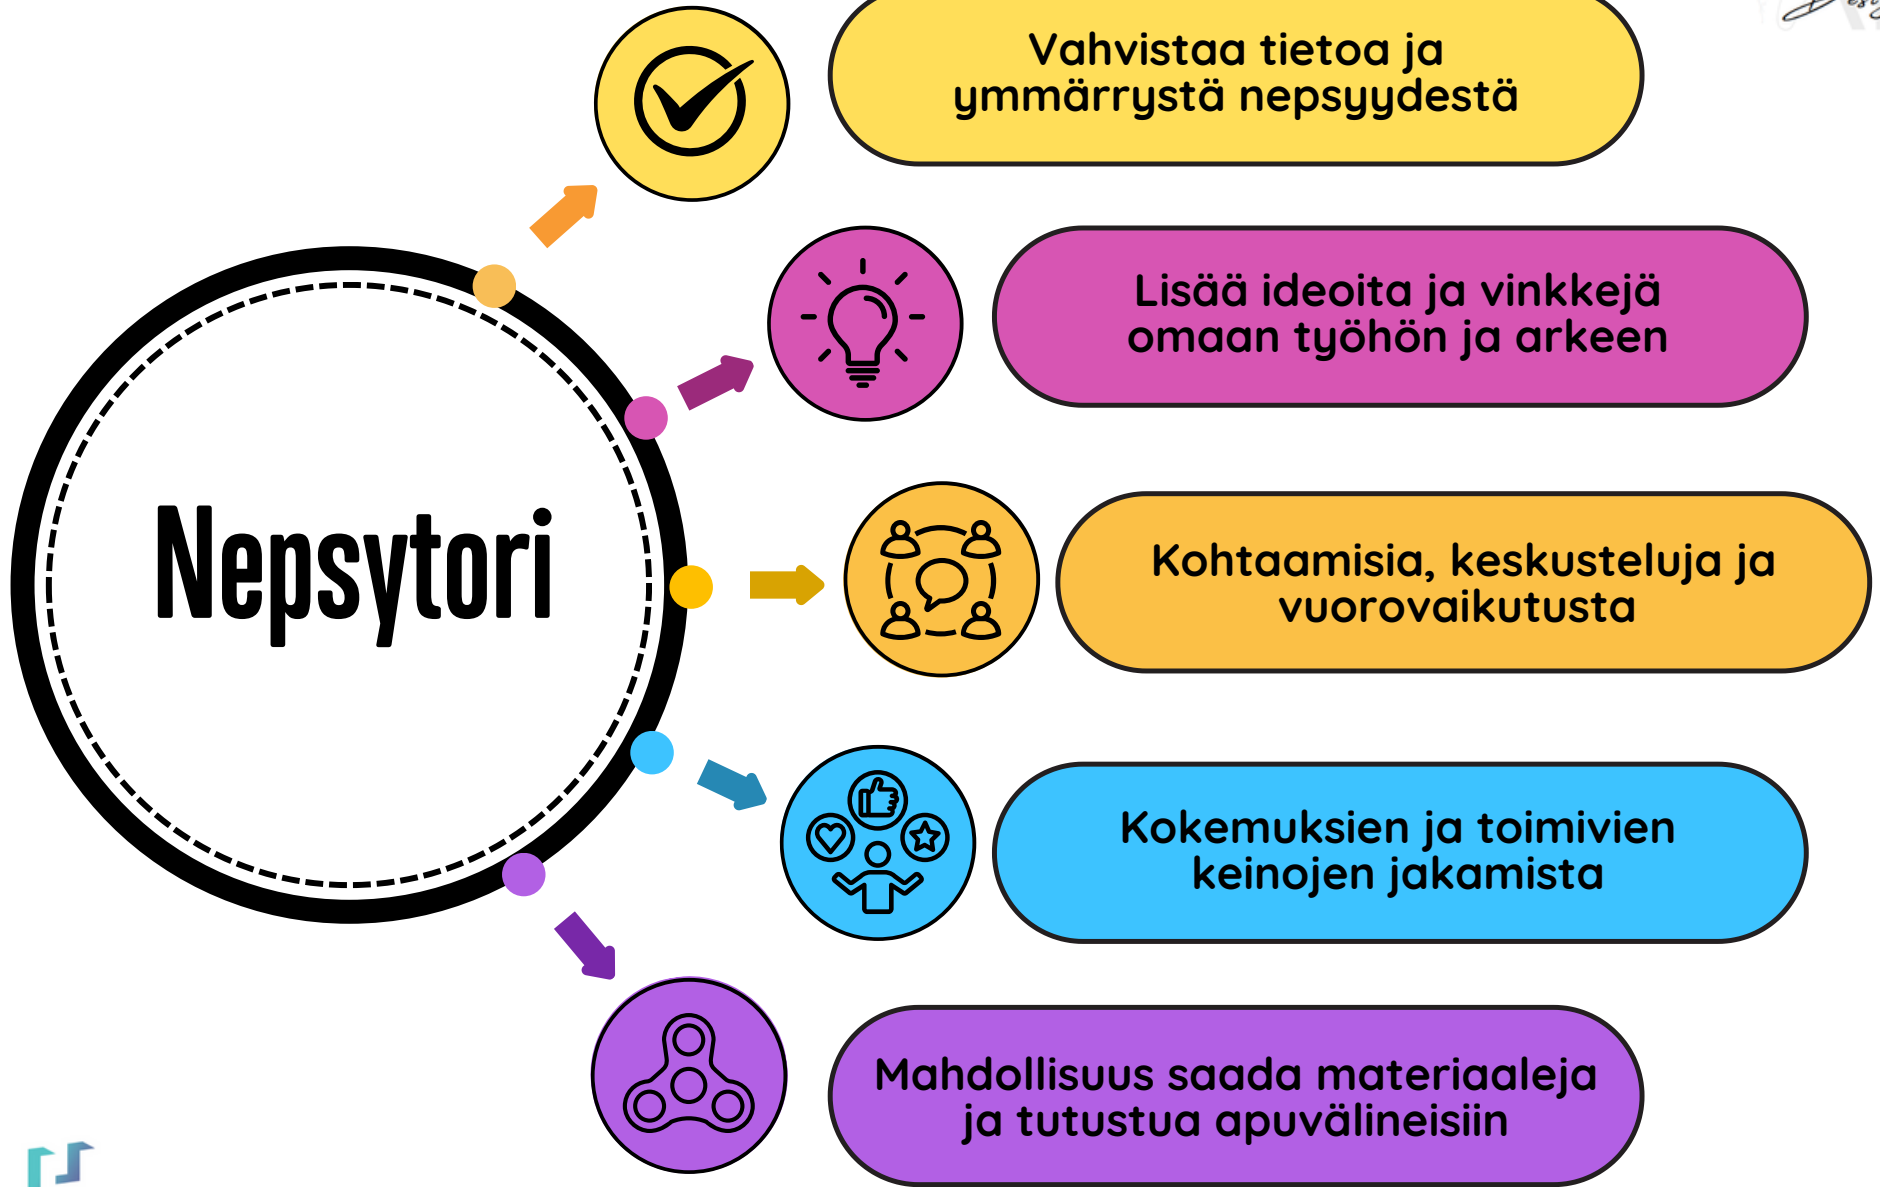 Vahvistaa tietoa ja
ymmärrystä nepsyydestä
Lisää ideoita ja vinkkejä
omaan työhön ja arkeen
Nepsytori
Kohtaamisia, keskusteluja ja
vuorovaikutusta
Kokemuksien ja toimivien
keinojen jakamista
Mahdollisuus saada materiaaleja
ja tutustua apuvälineisiin